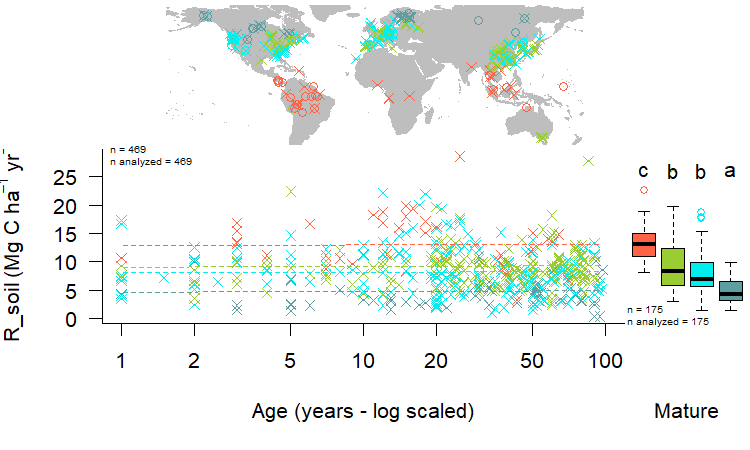 n = 469
n analyzed = 469
R_soil (Mg C ha⁻¹ yr⁻
25
20
15
10
5
0
1 2 5 10 20 50 100
Age (years - log scaled)
c b b a
n = 175
n analyzed = 175
Mature